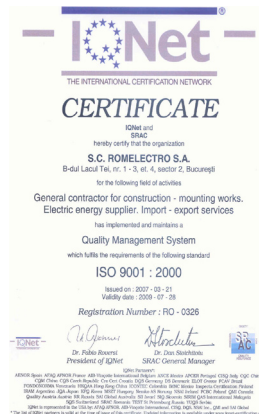 IQNet
®
THE INTERNATIONAL CERTIFICATION NETWORK
CERTIFICATE
IQNet and
SRAC
hereby certify that the organization
S.C. ROMELECTRO S.A.
B-dul Lacul Tei, nr. 1 - 3, et. 4, sector 2, Bucureşti
for the following field of activities
General contractor for construction - mounting works.
Electric energy supplier. Import - export services
has implemented and maintains a
Quality Management System
which fulfills the requirements of the following standard
ISO 9001 : 2000
Issued on : 2007 - 03 - 21
Validity date : 2009 - 07 - 28
Registration Number : RO - 0326
Dr. Fabio Roversi
President of IQNet
Dr. Dan Stoichitoiu
SRAC General Manager
IQNet
IQNet Partners*: